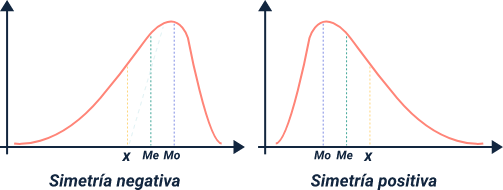 x Me Mo
Mo Me x
Simetría negativa
Simetría positiva